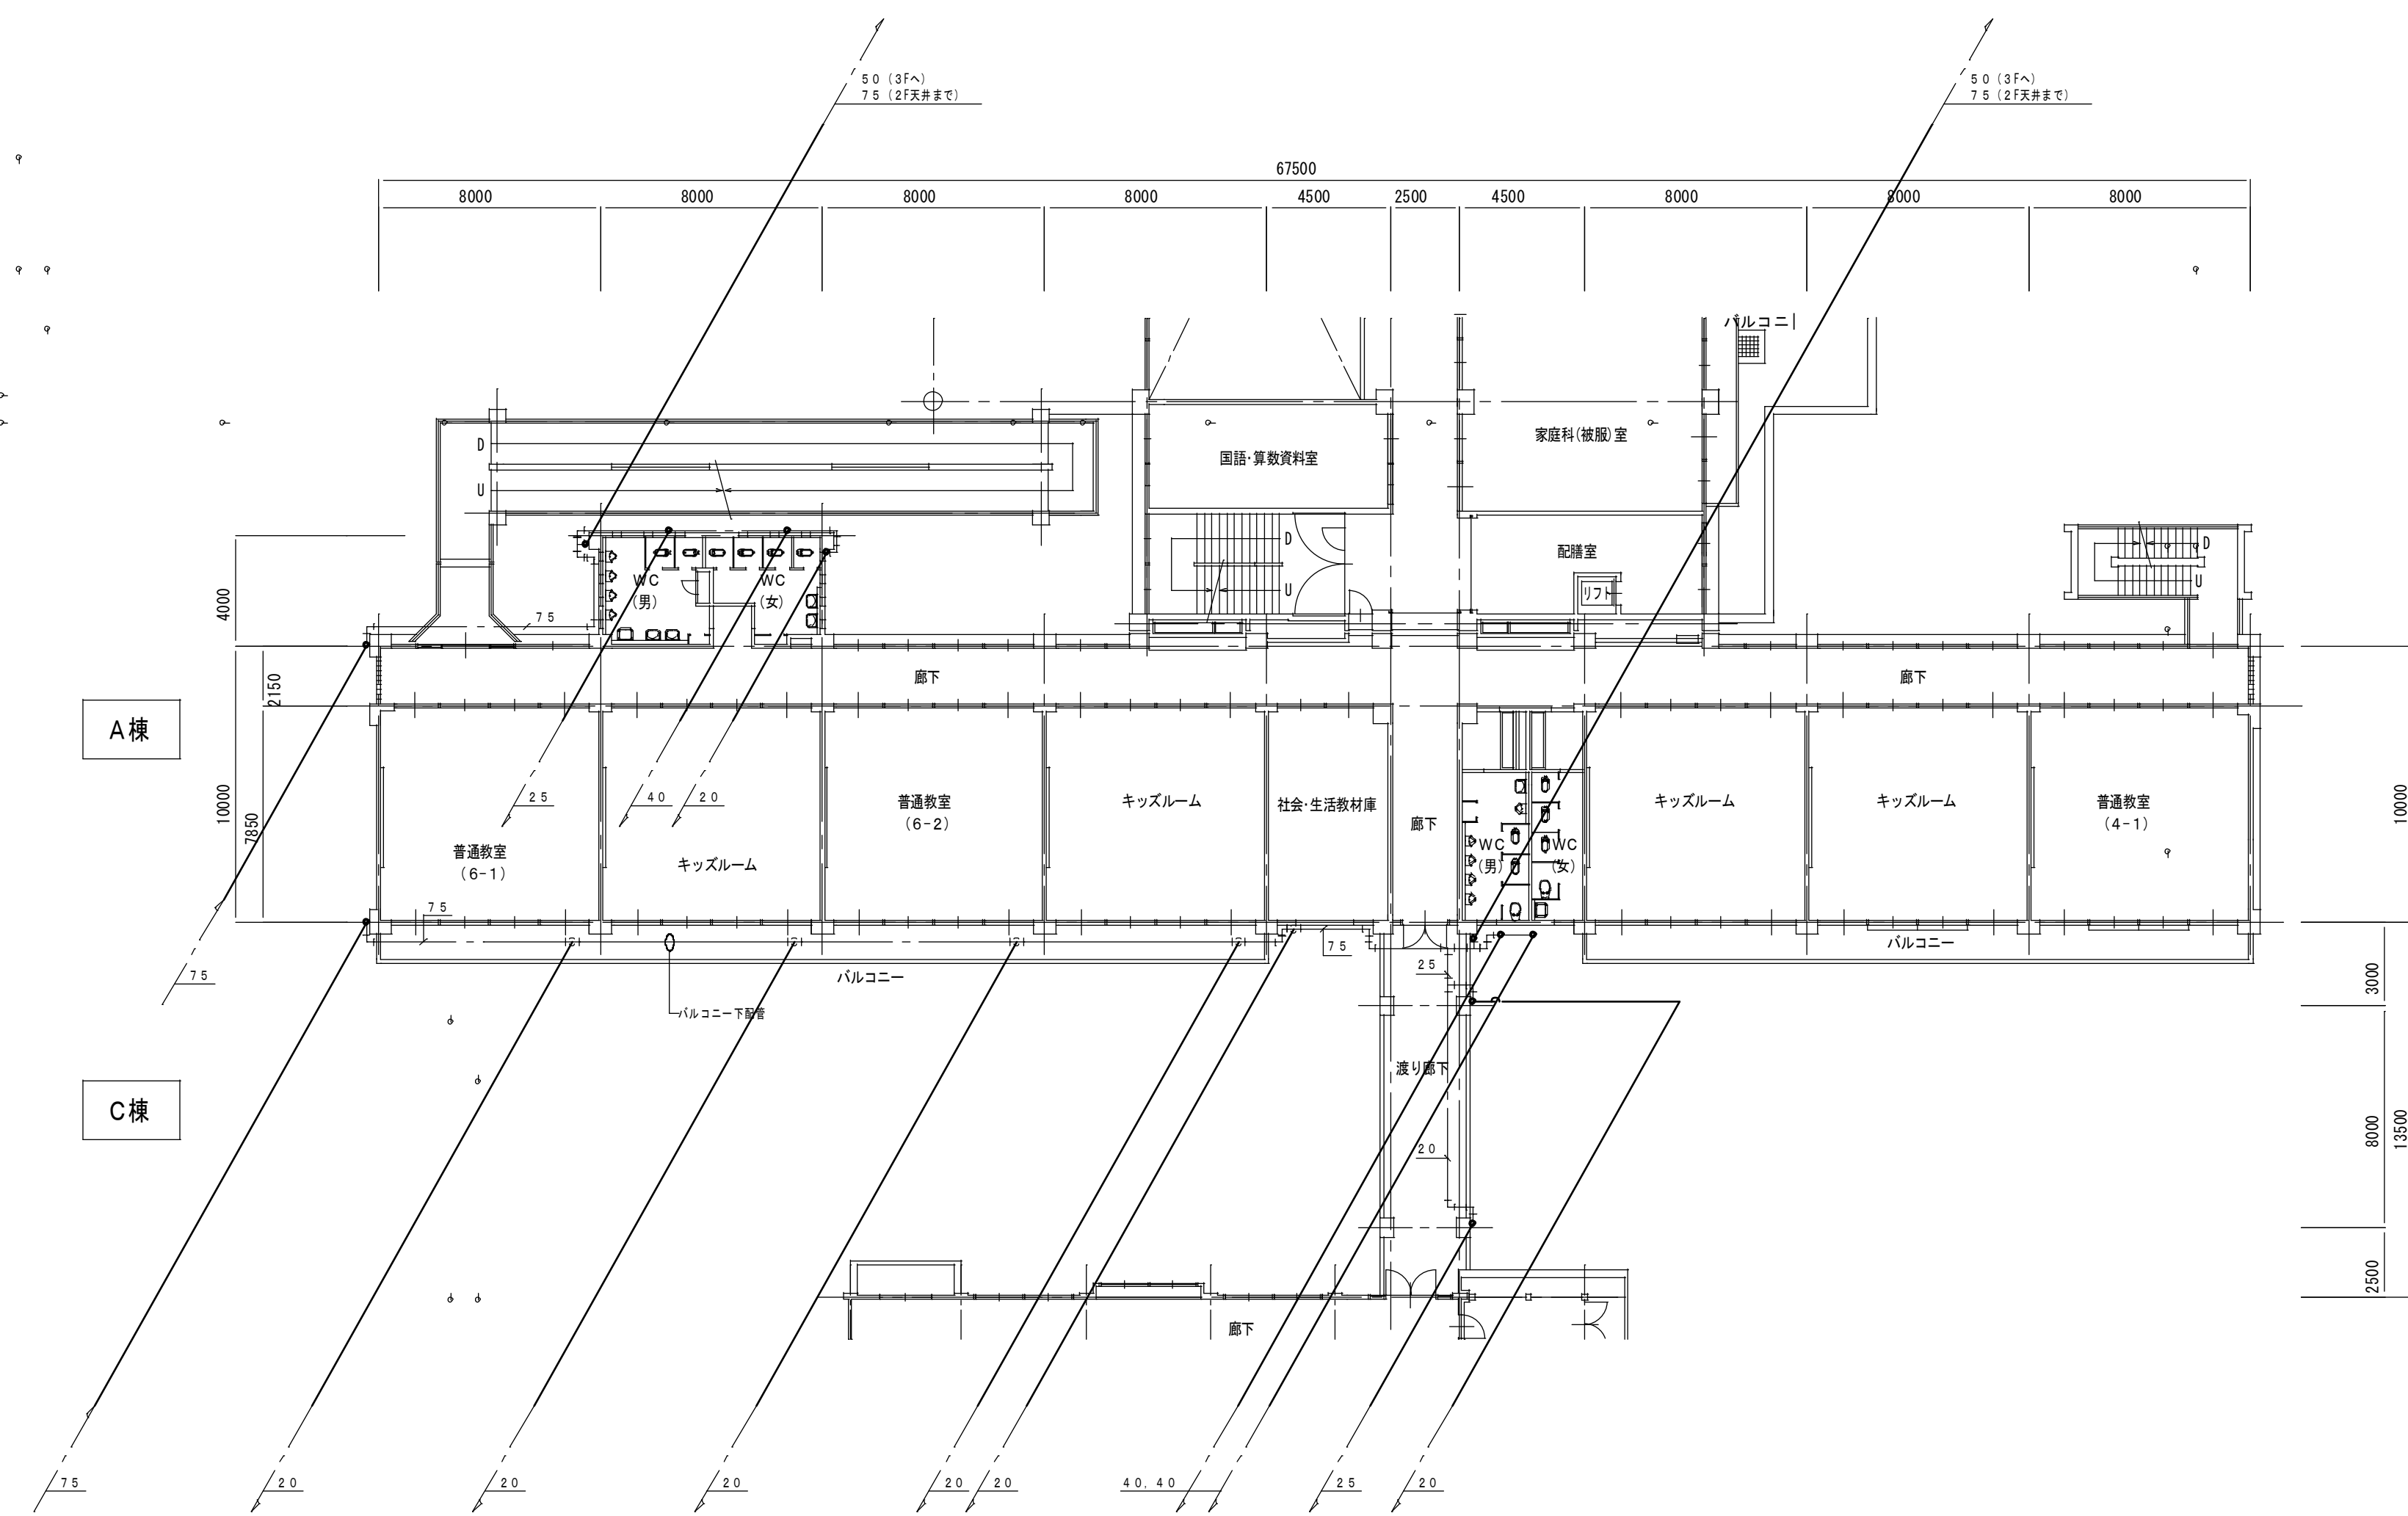 50(3Fへ)
75(2F天井まで)
50(3Fへ)
75(2F天井まで)
67500
8000
8000
8000
8000
4500
2500
4500
8000
8000
8000
バルコニ
D
U
国語・算数資料室
家庭科(被服)室
D
U
配膳室
リフト
D
U
4000
WC
(男)
WC
(女)
75
2150
廊下
廊下
A棟
10000
7850
25
40
20
普通教室
(6-1)
キッズルーム
普通教室
(6-2)
キッズルーム
社会・生活教材庫
廊下
WC
(男)
WC
(女)
キッズルーム
キッズルーム
普通教室
(4-1)
10000
75
75
バルコニー
75
25
バルコニー
バルコニー下配管
3000
渡り廊下
C棟
20
8000
13500
2500
廊下
75
20
20
20
20
20
40,40
25
20